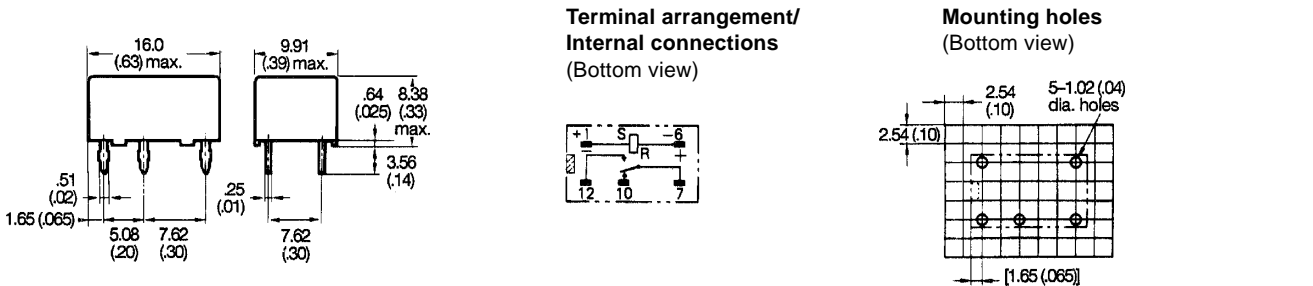 16.0
(.63) max.
9.91
(.39) max.
.64
(.025)
8.38
(.33)
max.
3.56
(.14)
.51
(.02)
.25
(.01)
1.65 (.065)
5.08
(.20)
7.62
(.30)
7.62
(.30)
Terminal arrangement/
Internal connections
(Bottom view)
+1 S −6
− R +
12 10 7
Mounting holes
(Bottom view)
2.54
(.10)
5–1.02 (.04)
dia. holes
2.54 (.10)
[1.65 (.065)]